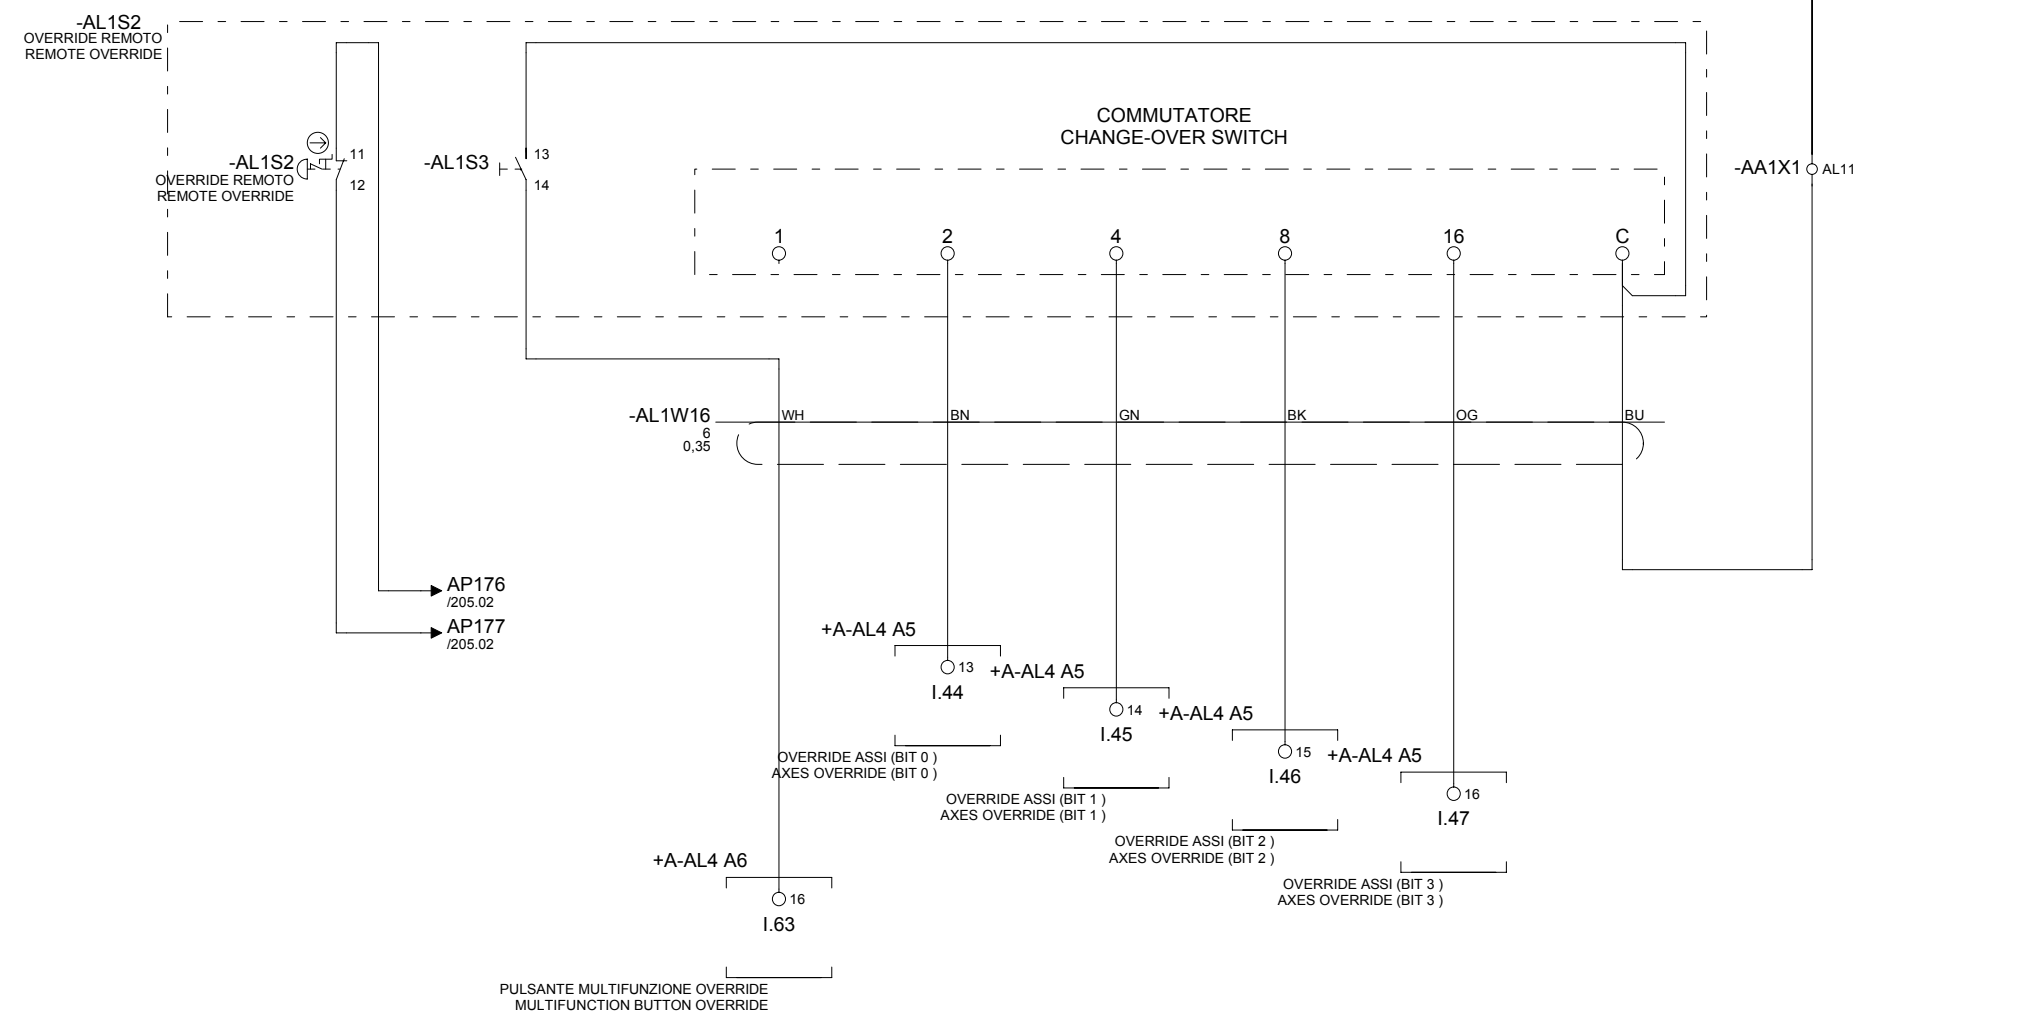 -AL1S2
OVERRIDE REMOTO
REMOTE OVERRIDE
COMMUTATORE
CHANGE-OVER SWITCH
-AL1S2
OVERRIDE REMOTO
REMOTE OVERRIDE
11
12
-AL1S3
13
14
-AA1X1
AL11
1
2
4
8
16
C
-AL1W16
6
0,35
WH
BN
GN
BK
OG
BU
AP176
/205.02
AP177
/205.02
+A-AL4 A5
13
I.44
OVERRIDE ASSI (BIT 0 )
AXES OVERRIDE (BIT 0 )
+A-AL4 A5
14
I.45
OVERRIDE ASSI (BIT 1 )
AXES OVERRIDE (BIT 1 )
+A-AL4 A5
15
I.46
OVERRIDE ASSI (BIT 2 )
AXES OVERRIDE (BIT 2 )
+A-AL4 A5
16
I.47
OVERRIDE ASSI (BIT 3 )
AXES OVERRIDE (BIT 3 )
+A-AL4 A6
16
I.63
PULSANTE MULTIFUNZIONE OVERRIDE
MULTIFUNCTION BUTTON OVERRIDE